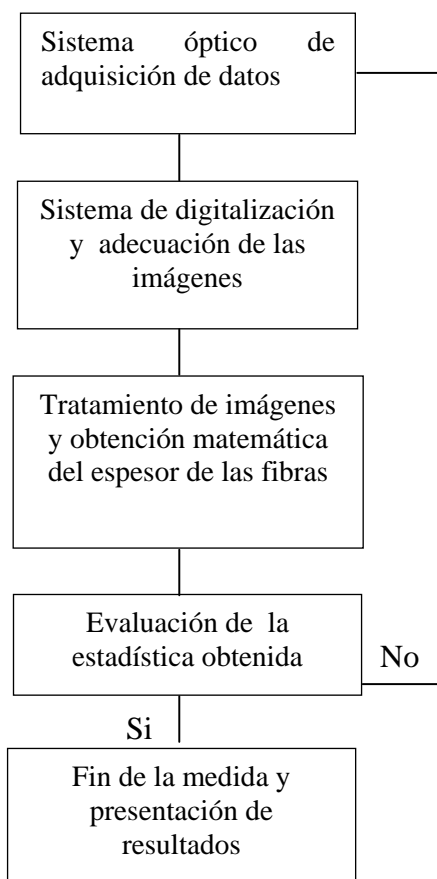 Sistema óptico de
adquisición de datos
Sistema de digitalización
y adecuación de las
imágenes
Tratamiento de imágenes
y obtención matemática
del espesor de las fibras
Evaluación de la
estadística obtenida
No
Si
Fin de la medida y
presentación de
resultados